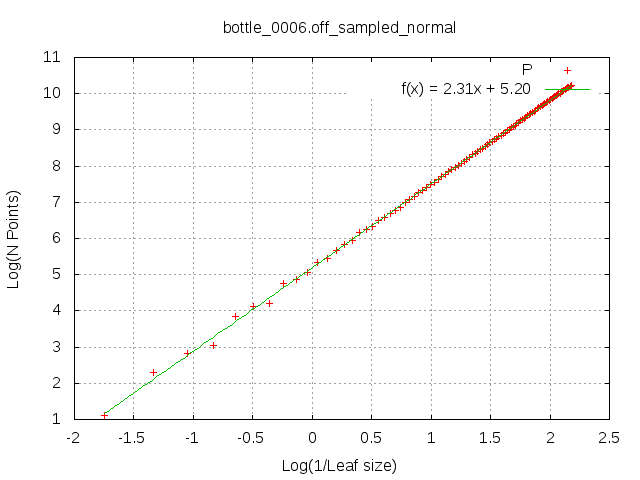 bottle_0006.off_sampled_normal
P
f(x) = 2.31x + 5.20
11
10
9
8
7
6
5
4
3
2
1
Log(N Points)
-2 -1.5 -1 -0.5 0 0.5 1 1.5 2 2.5
Log(1/Leaf size)